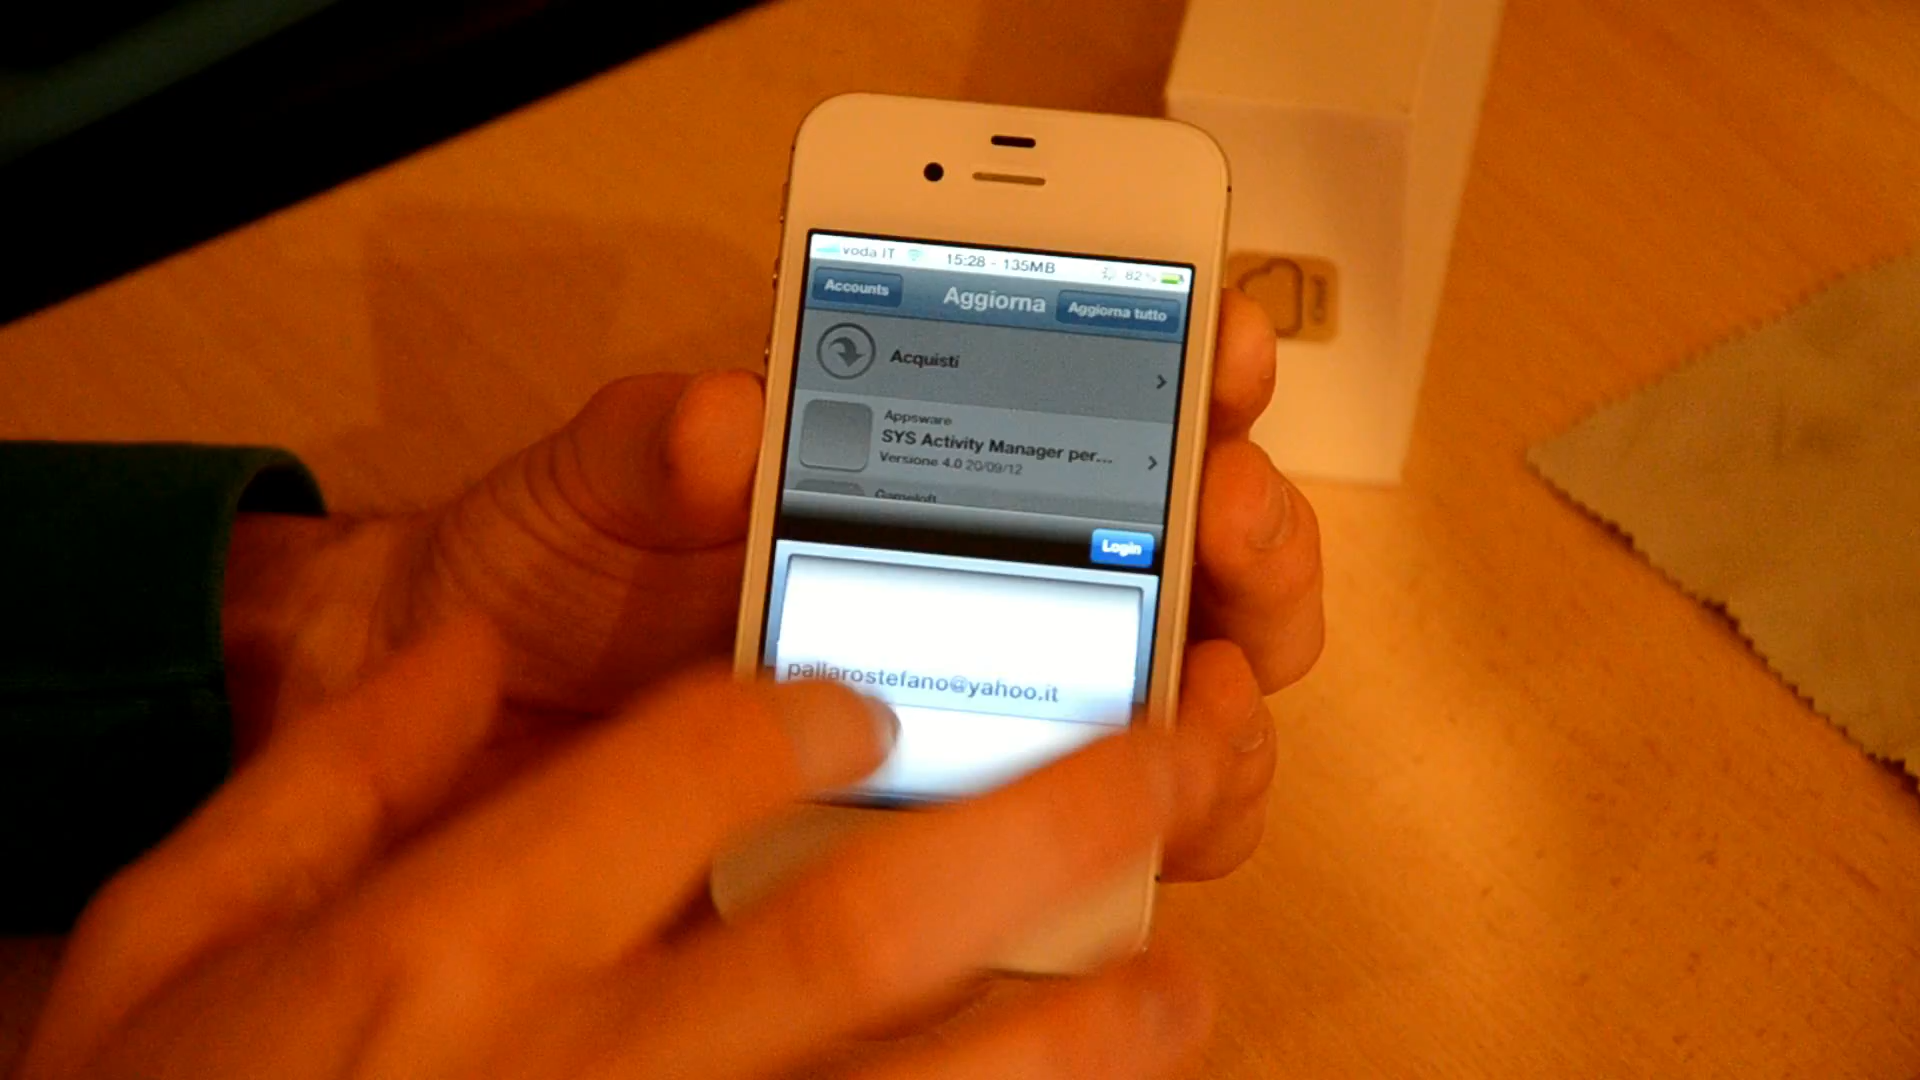 voda IT 15:28 - 135MB 82%
Accounts Aggiorna Aggiorna tutto
Acquisti
Appsware
SYS Activity Manager per...
Versione 4.0 20/09/12
Gameloft
Login
pallarostefano@yahoo.it